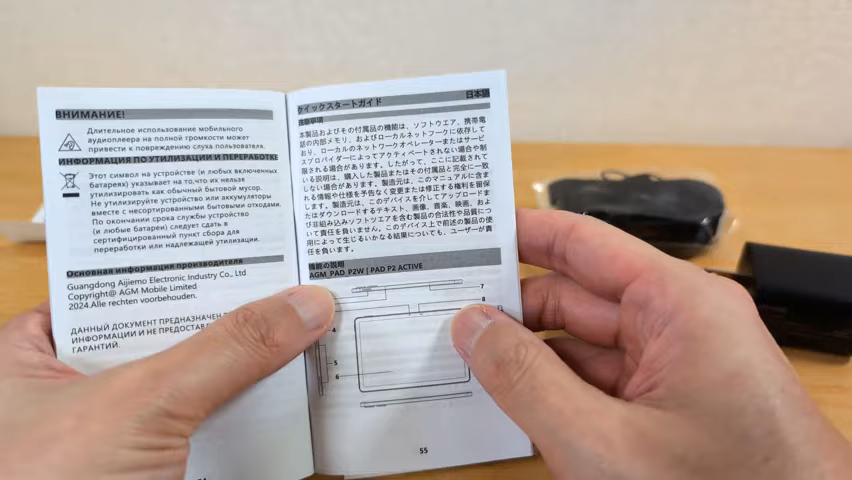 ВНИМАНИЕ!
Длительное использование мобильного
аудиоплеера на полной громкости может
привести к повреждению слуха пользователя.
ИНФОРМАЦИЯ ПО УТИЛИЗАЦИИ И ПЕРЕРАБОТКЕ
Этот символ на устройстве (и любых включенных
батареях) указывает на то,что их нельзя
утилизировать как обычный бытовой мусор.
Не утилизируйте устройство или аккумуляторы
вместе с несортированными бытовыми отходами.
По окончании срока службы устройство
(и любые батареи) следует сдать в
сертифицированный пункт сбора для
переработки или надлежащей утилизации.
Основная информация производителя
Guangdong Aijiemo Electronic Industry Co., Ltd
Copyright@ AGM Mobile Limited
2024.Alle rechten voorbehouden.
ДАННЫЙ ДОКУМЕНТ ПРЕДНАЗНАЧЕН
ИНФОРМАЦИИ И НЕ
ГАРАНТИЙ.
クイックスタートガイド 日本語
本製品およびその付属品の機能は、ソフトウエア、携帯電
話の内部メモリ、およびローカルネットフークに依存して
おり、ローカルのネットワークオペレーターまたはサービ
スプロバイダーによってアクティベートされない場合や制
限される場合があります。したがって、ここに記載されて
いる説明は、購入した製品またはその付属品と完全に一致
しない場合があります。製造元は、このマニュアルに含ま
れる情報や仕様を予告なく変更または修正する権利を留保
します。製造元は、このデバイスを介してアップロードま
たはダウンロードするテキスト、画像、音楽、映画、およ
び非組込みソフトウエアを含む製品の合法性や品質につ
いて責任を負いません。このデバイス上で前述の製品の使
用によって生じるいかなる結果についても、ユーザーが責
任を負います。
機能の説明
AGM PAD P2W | PAD P2 ACTIVE
7
8
4
5
6
55